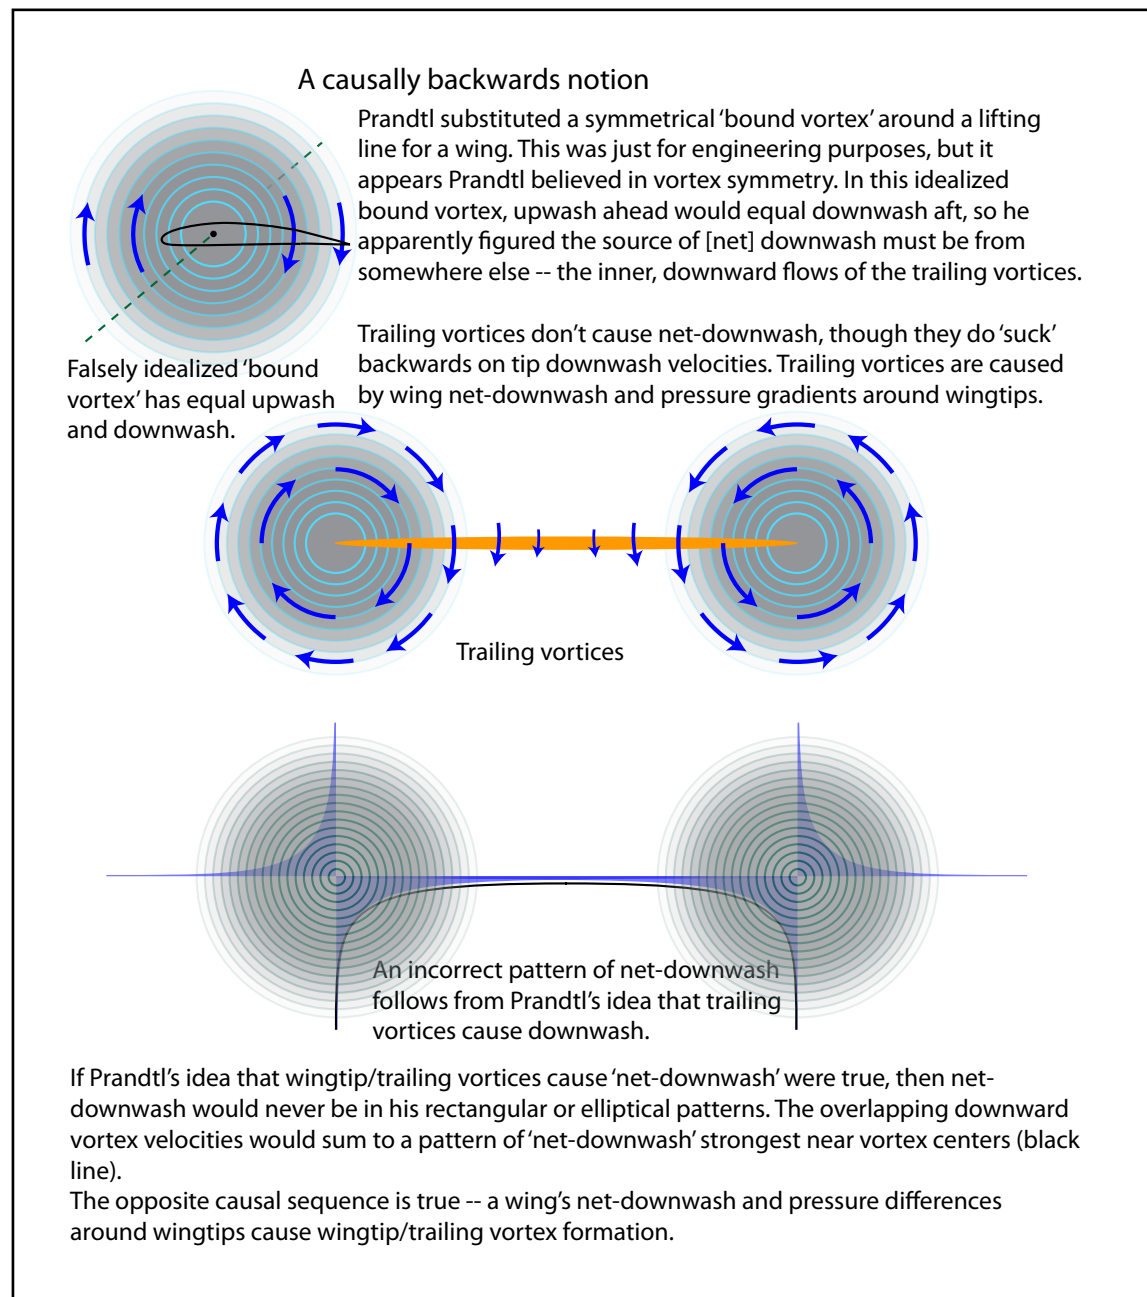 A causally backwards notion
Prandtl substituted a symmetrical 'bound vortex' around a lifting
line for a wing. This was just for engineering purposes, but it
appears Prandtl believed in vortex symmetry. In this idealized
bound vortex, upwash ahead would equal downwash aft, so he
apparently figured the source of [net] downwash must be from
somewhere else -- the inner, downward flows of the trailing vortices.
Trailing vortices don't cause net-downwash, though they do 'suck'
backwards on tip downwash velocities. Trailing vortices are caused
by wing net-downwash and pressure gradients around wingtips.
Falsely idealized 'bound
vortex' has equal upwash
and downwash.
Trailing vortices
An incorrect pattern of net-downwash
follows from Prandtl's idea that trailing
vortices cause downwash.
If Prandtl's idea that wingtip/trailing vortices cause 'net-downwash' were true, then net-
downwash would never be in his rectangular or elliptical patterns. The overlapping downward
vortex velocities would sum to a pattern of 'net-downwash' strongest near vortex centers (black
line).
The opposite causal sequence is true -- a wing's net-downwash and pressure differences
around wingtips cause wingtip/trailing vortex formation.